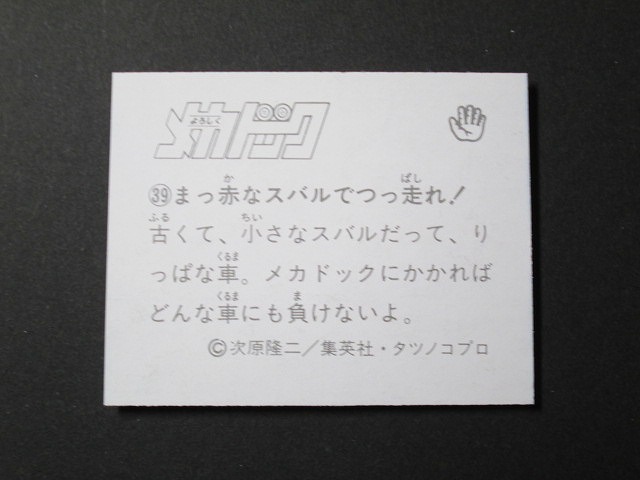 よろしく
メカドック
㊴まっ赤なスバルでつっ走れ！
古くて、小さなスバルだって、り
っぱな車。メカドックにかかれば
どんな車にも負けないよ。
©次原隆二／集英社・タツノコプロ